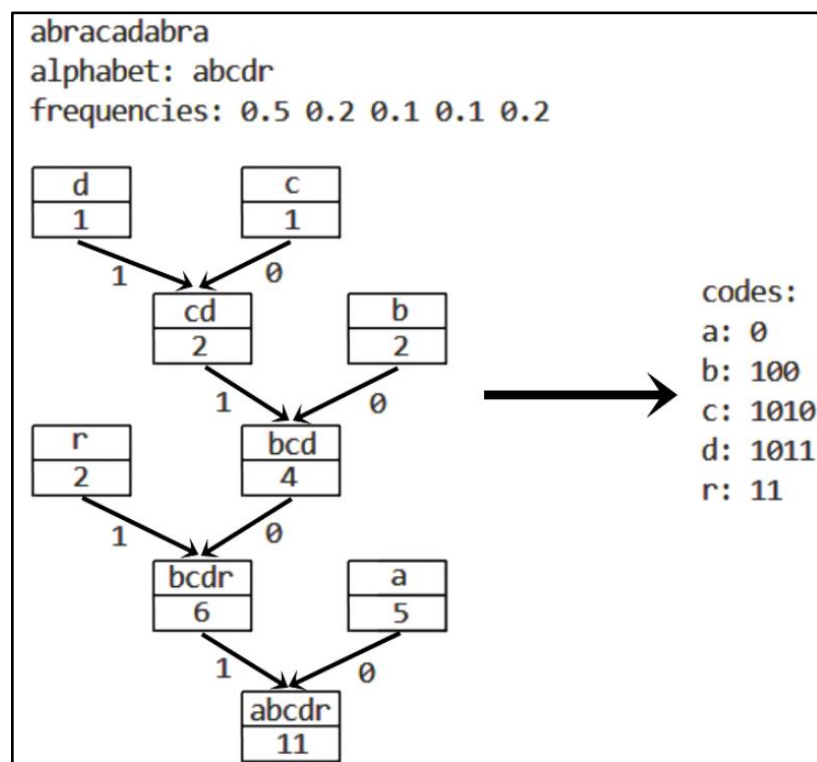 abracadabra
alphabet: abcdr
frequencies: 0.5 0.2 0.1 0.1 0.2
d c
1 1
1 0
cd b
2 2
1 0
r bcd
2 4
1 0
bcdr a
6 5
1 0
abcdr
11
codes:
a: 0
b: 100
c: 1010
d: 1011
r: 11